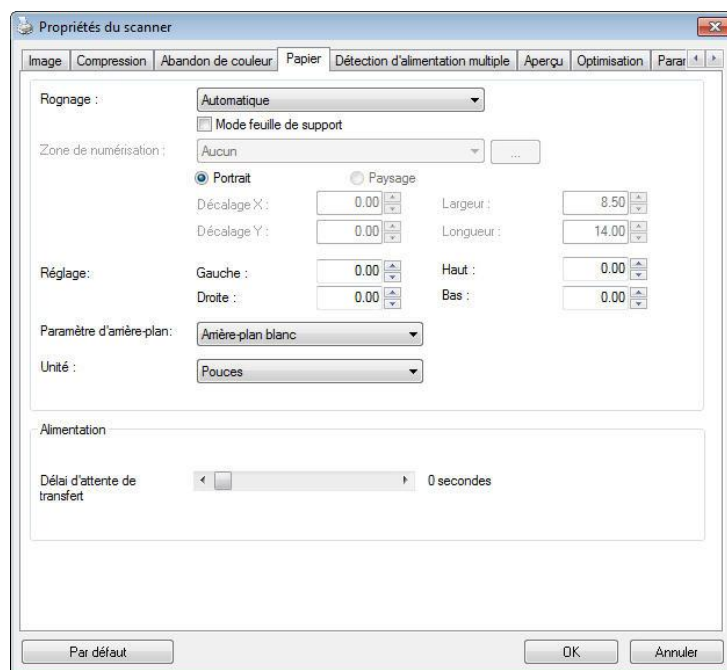 Propriétés du scanner
Image Compression Abandon de couleur Papier Détection d'alimentation multiple Aperçu Optimisation Parar
Rognage : Automatique
Mode feuille de support
Zone de numérisation : Aucun ...
Portrait Paysage
Décalage X : 0.00 Largeur : 8.50
Décalage Y : 0.00 Longueur : 14.00
Réglage: Gauche : 0.00 Haut : 0.00
Droite : 0.00 Bas : 0.00
Paramètre d'arrière-plan: Arrière-plan blanc
Unité : Pouces
Alimentation
Délai d'attente de transfert 0 secondes
Par défaut OK Annuler